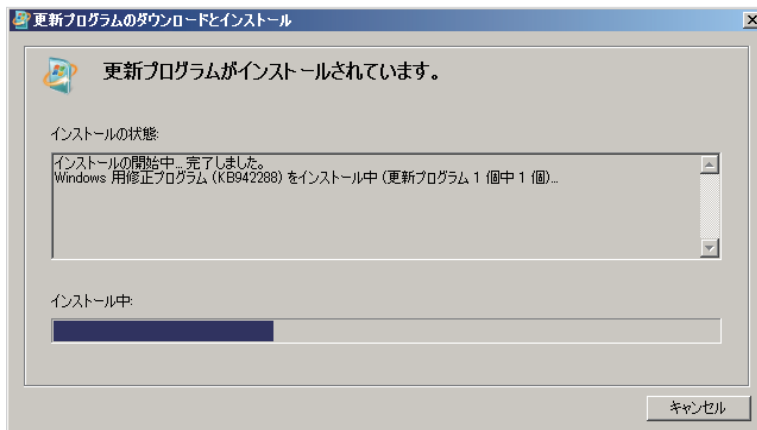 更新プログラムのダウンロードとインストール
更新プログラムがインストールされています。
インストールの状態:
インストールの開始中... 完了しました。
Windows 用修正プログラム (KB942288) をインストール中 (更新プログラム 1 個中 1 個)...
インストール中:
キャンセル